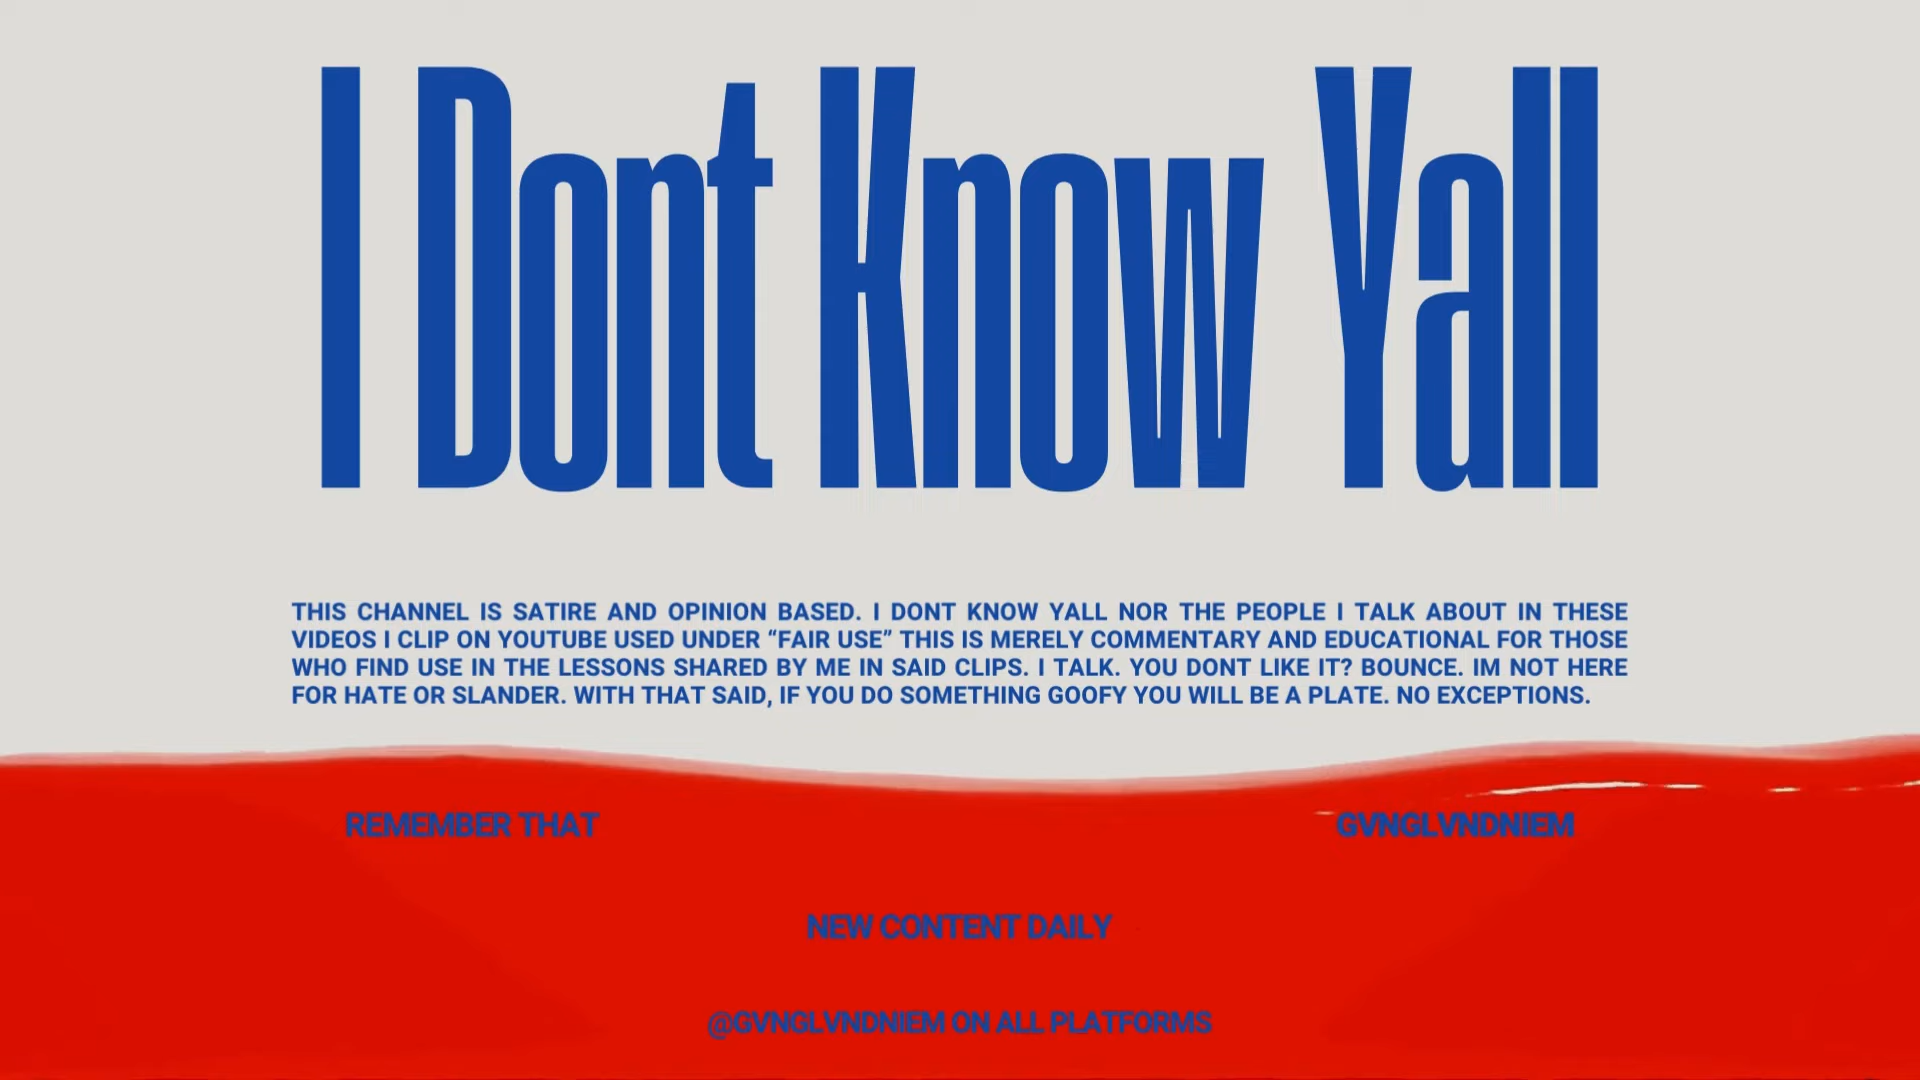 I Dont Know Yall
THIS CHANNEL IS SATIRE AND OPINION BASED. I DONT KNOW YALL NOR THE PEOPLE I TALK ABOUT IN THESE
VIDEOS I CLIP ON YOUTUBE USED UNDER “FAIR USE” THIS IS MERELY COMMENTARY AND EDUCATIONAL FOR THOSE
WHO FIND USE IN THE LESSONS SHARED BY ME IN SAID CLIPS. I TALK. YOU DONT LIKE IT? BOUNCE. IM NOT HERE
FOR HATE OR SLANDER. WITH THAT SAID, IF YOU DO SOMETHING GOOFY YOU WILL BE A PLATE. NO EXCEPTIONS.
REMEMBER THAT
GVNGLVNDNIEM
NEW CONTENT DAILY
@GVNGLVNDNIEM ON ALL PLATFORMS